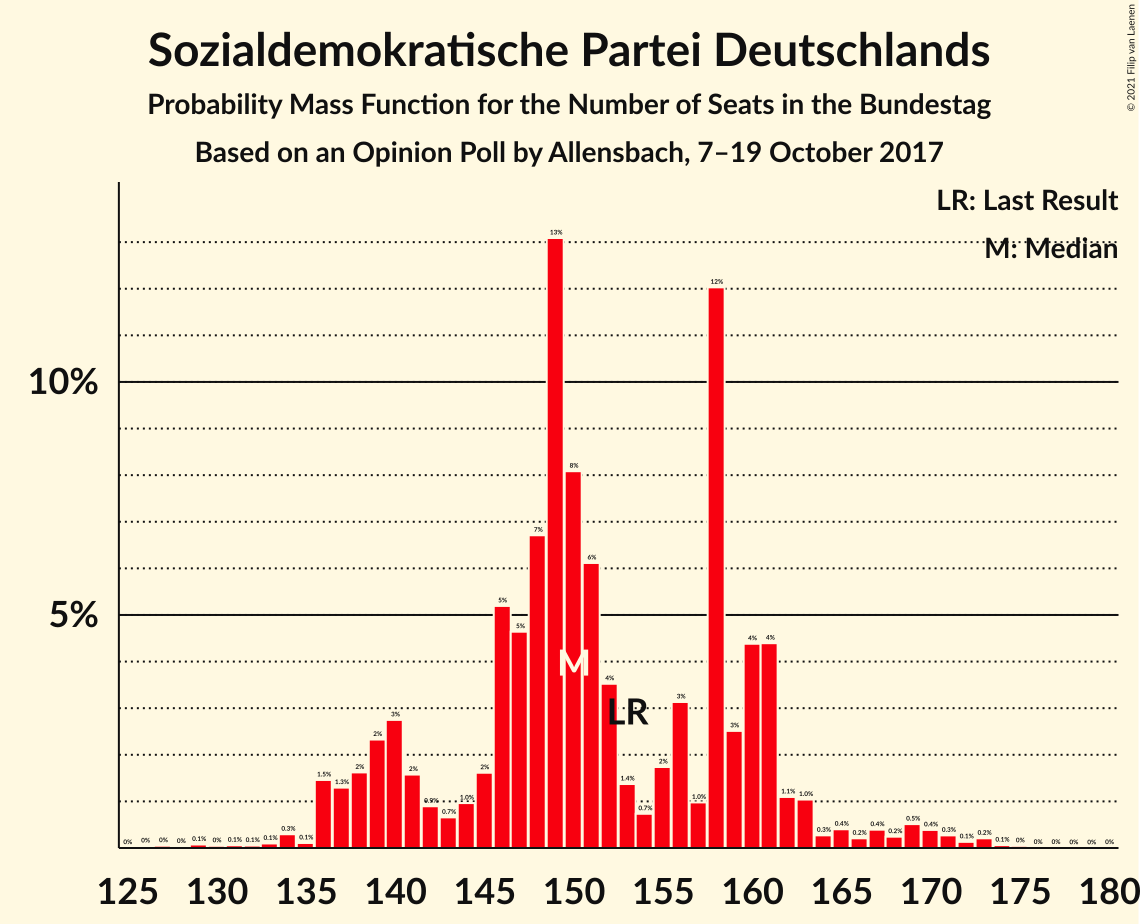 Sozialdemokratische Partei Deutschlands
Probability Mass Function for the Number of Seats in the Bundestag
Based on an Opinion Poll by Allensbach, 7–19 October 2017
© 2021 Filip van Laenen
LR: Last Result
M: Median
10%
5%
0% 0% 0% 0% 0.1% 0% 0.1% 0.1% 0.1% 0.3% 0.1% 1.5% 1.3% 2% 2% 3% 2% 0.9% 0.7% 1.0% 2% 5% 5% 7% 13% 8% 6% 4% 1.4% 0.7% 2% 3% 1.0% 12% 3% 4% 4% 1.1% 1.0% 0.3% 0.4% 0.2% 0.4% 0.2% 0.5% 0.4% 0.3% 0.1% 0.2% 0.1% 0% 0% 0% 0% 0% 0%
M
LR
125 130 135 140 145 150 155 160 165 170 175 180